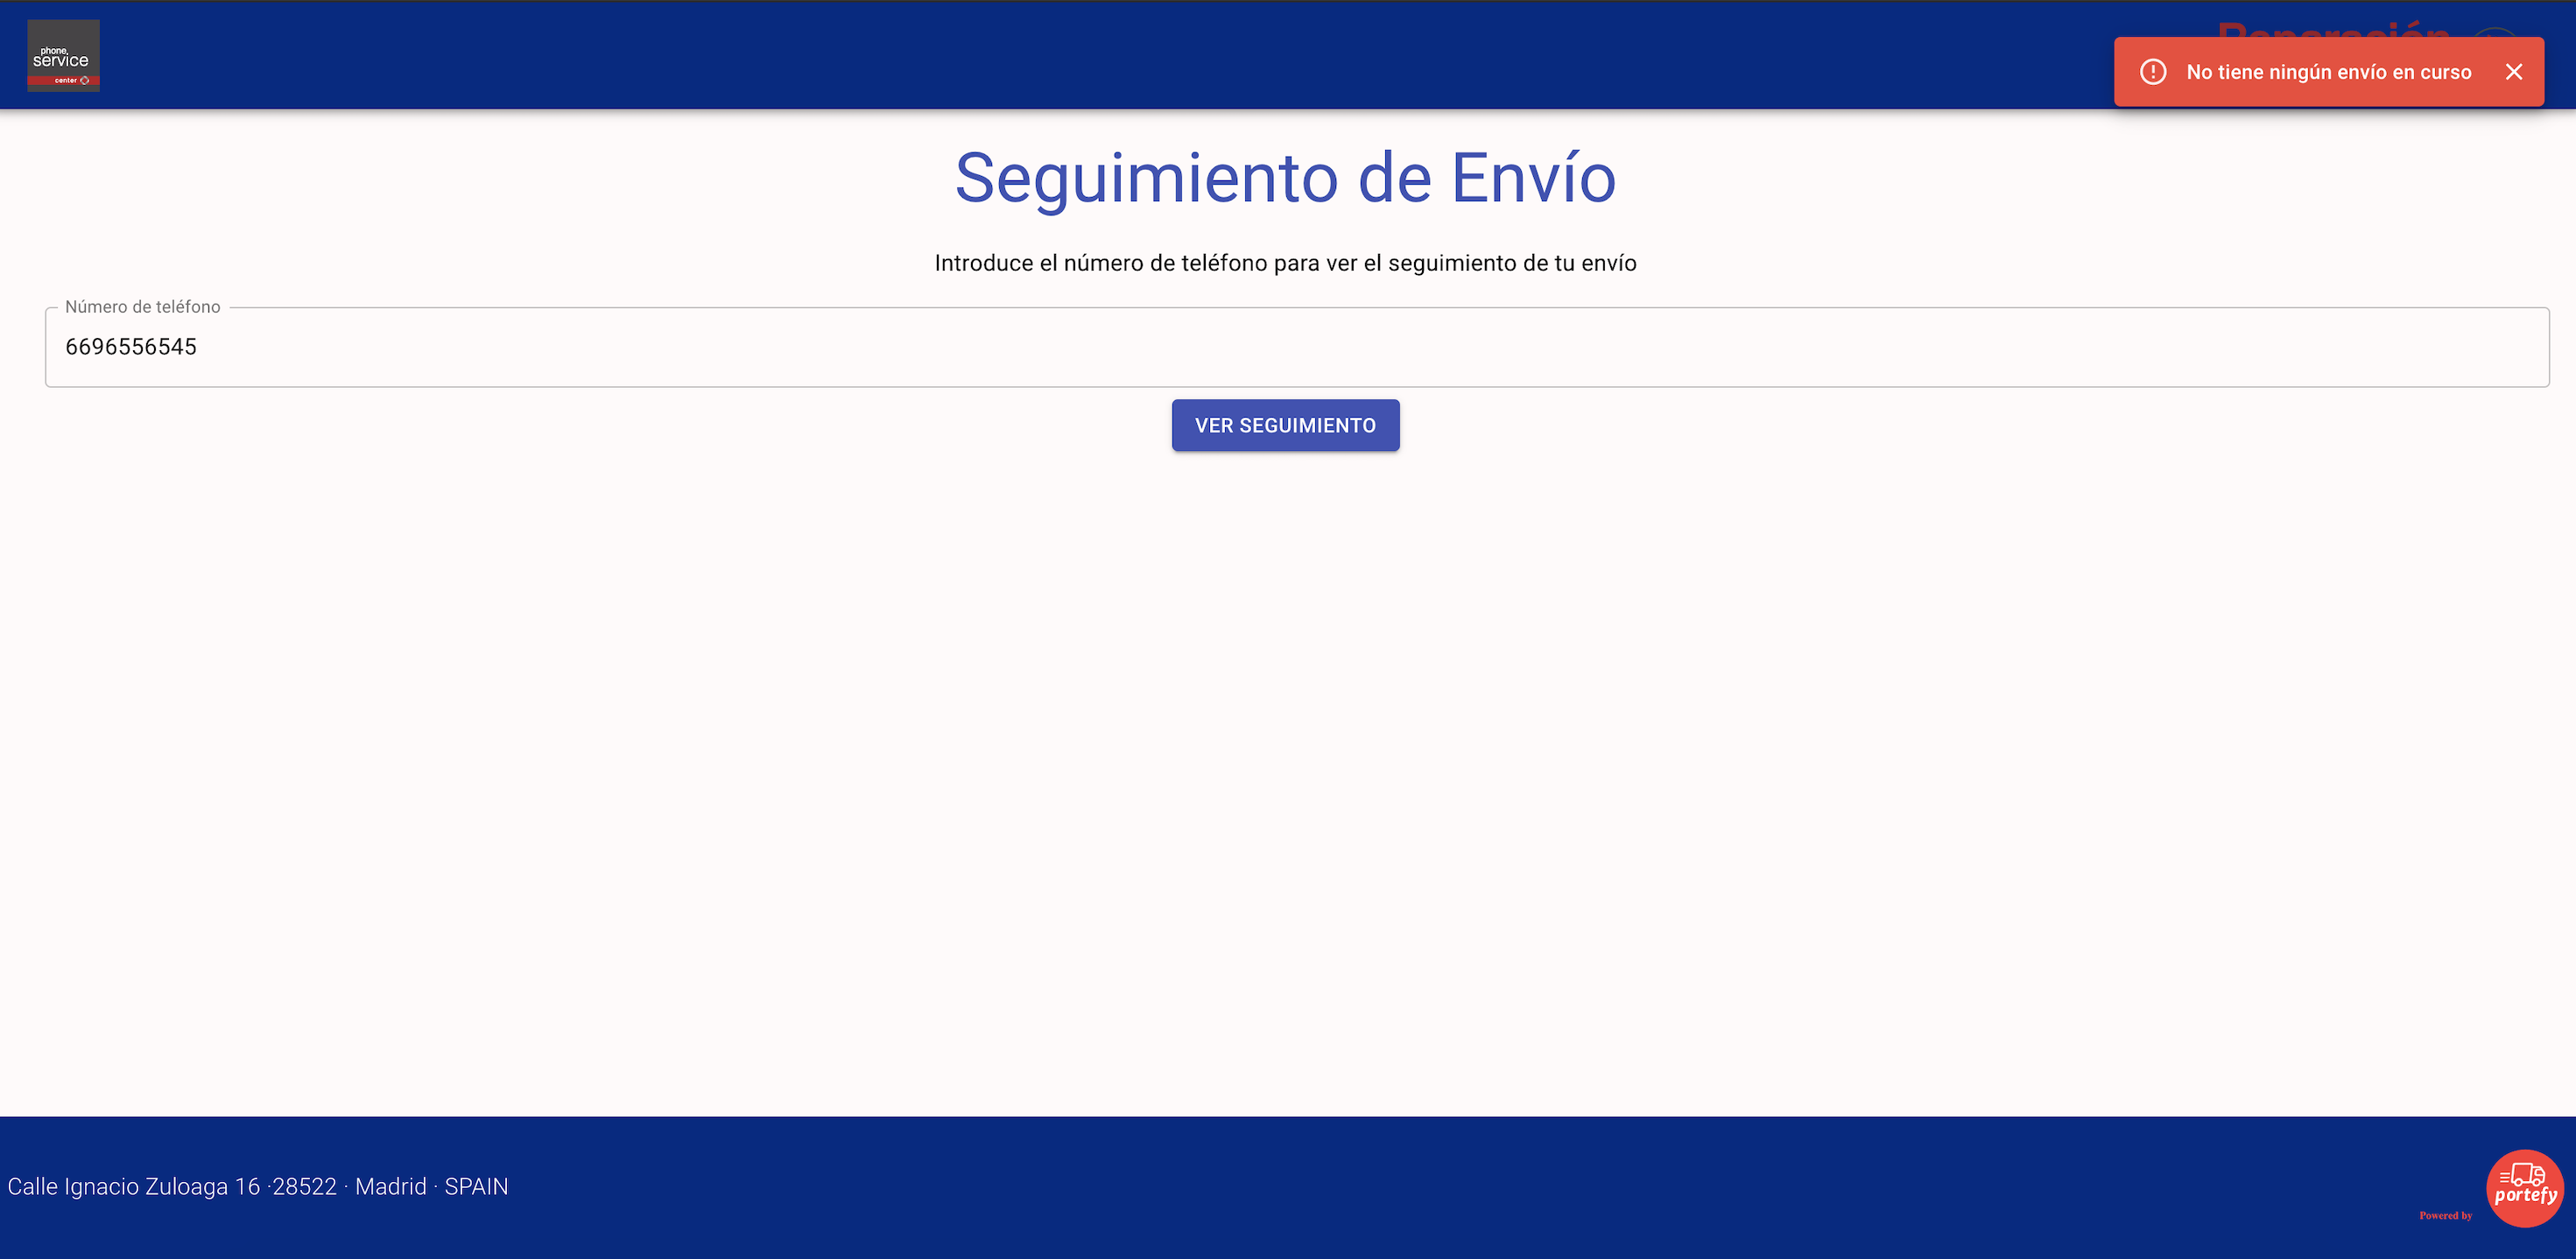 phone,
service
center
No tiene ningún envío en curso
Seguimiento de Envío
Introduce el número de teléfono para ver el seguimiento de tu envío
Número de teléfono
6696556545
VER SEGUIMIENTO
Calle Ignacio Zuloaga 16 ·28522 · Madrid · SPAIN
Powered by
portefy